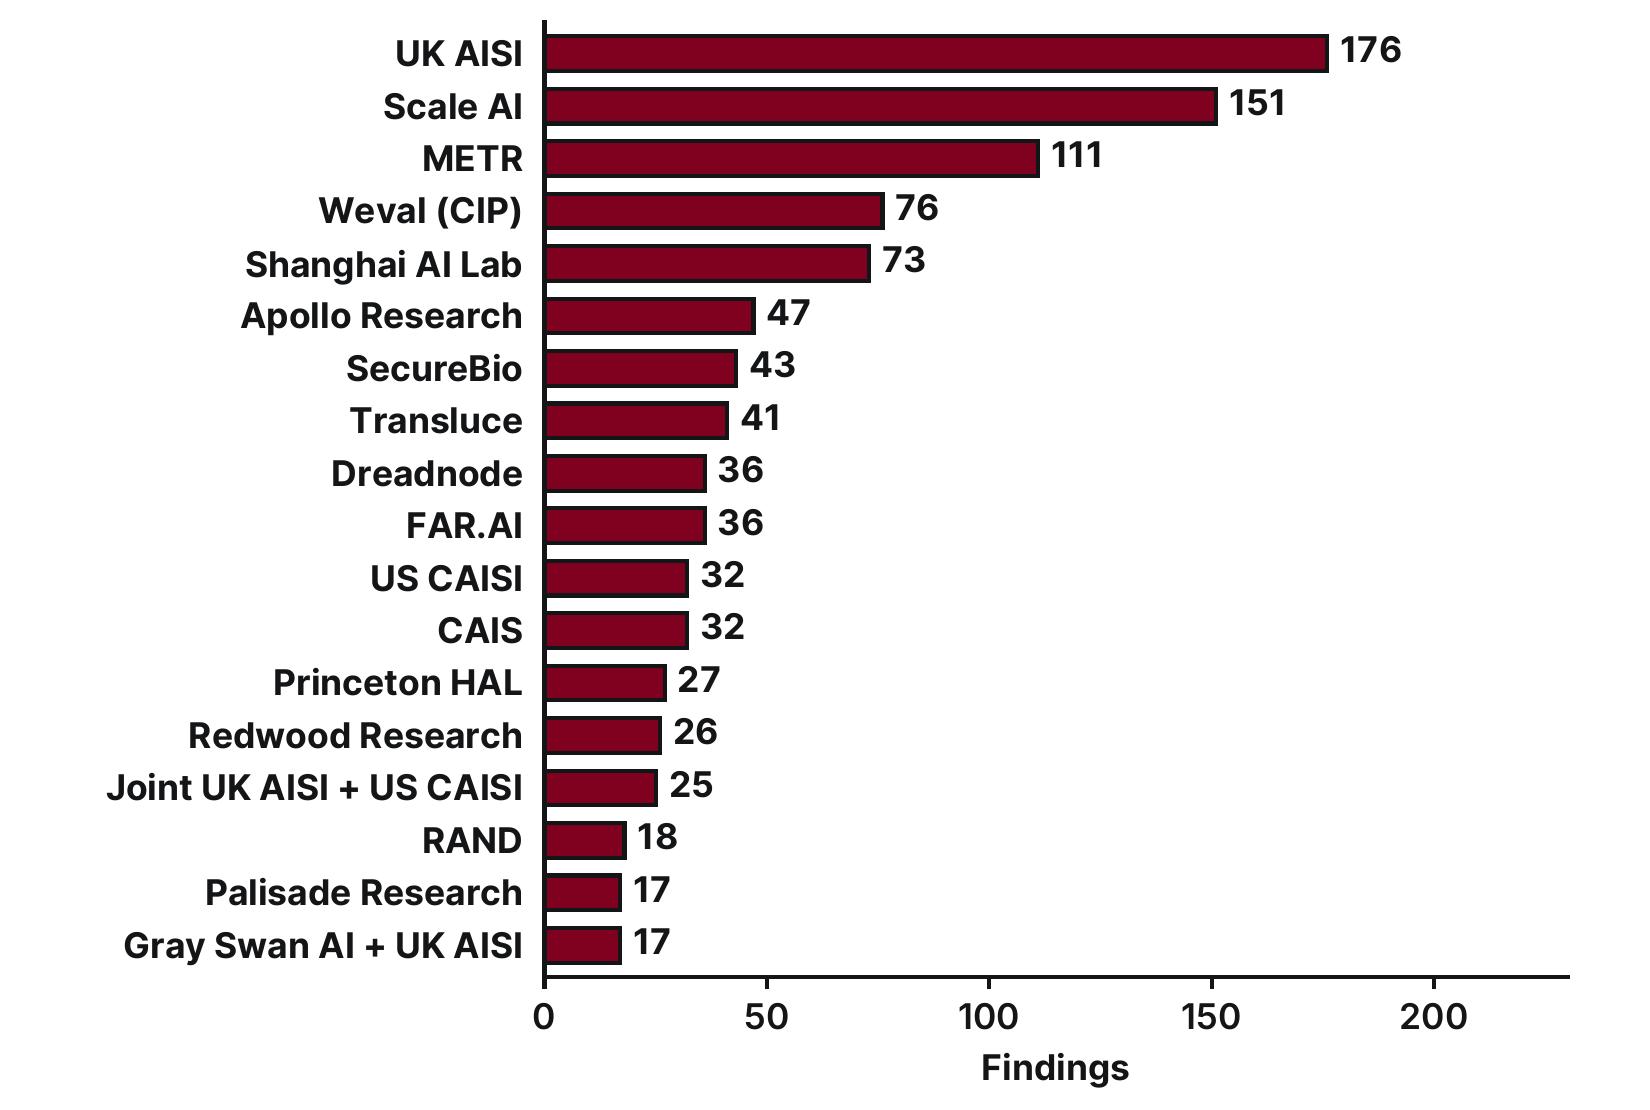 UK AISI 176
Scale AI 151
METR 111
Weval (CIP) 76
Shanghai AI Lab 73
Apollo Research 47
SecureBio 43
Transluce 41
Dreadnode 36
FAR.AI 36
US CAISI 32
CAIS 32
Princeton HAL 27
Redwood Research 26
Joint UK AISI + US CAISI 25
RAND 18
Palisade Research 17
Gray Swan AI + UK AISI 17
0 50 100 150 200
Findings